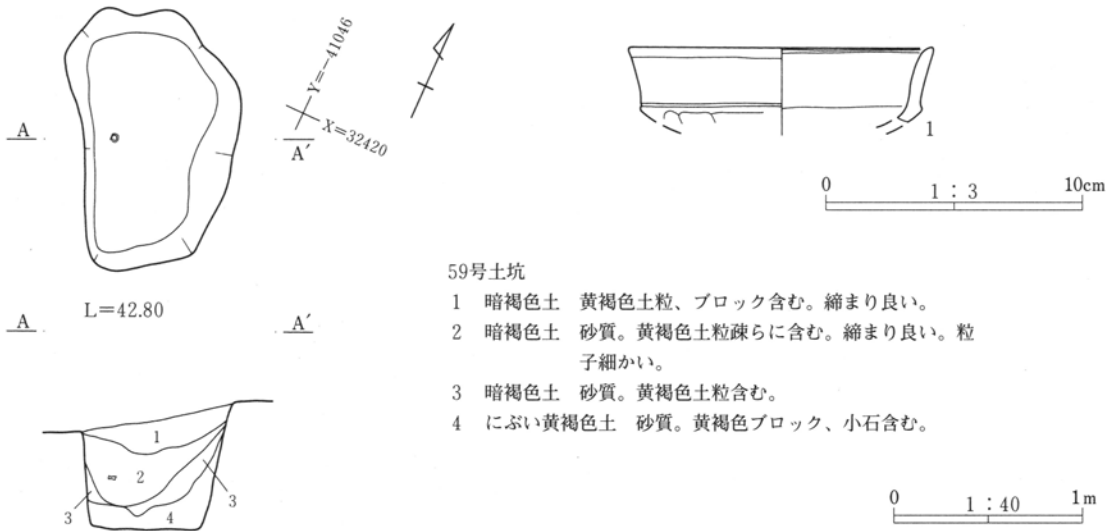 A
A′
Y=−41046
X=32420
1
0 1：3 10cm
L=42.80
A
A′
1
2
3
3
4
59号土坑
1 暗褐色土 黄褐色土粒、ブロック含む。締まり良い。
2 暗褐色土 砂質。黄褐色土粒疎らに含む。締まり良い。粒
子細かい。
3 暗褐色土 砂質。黄褐色土粒含む。
4 にぶい黄褐色土 砂質。黄褐色ブロック、小石含む。
0 1：40 1m